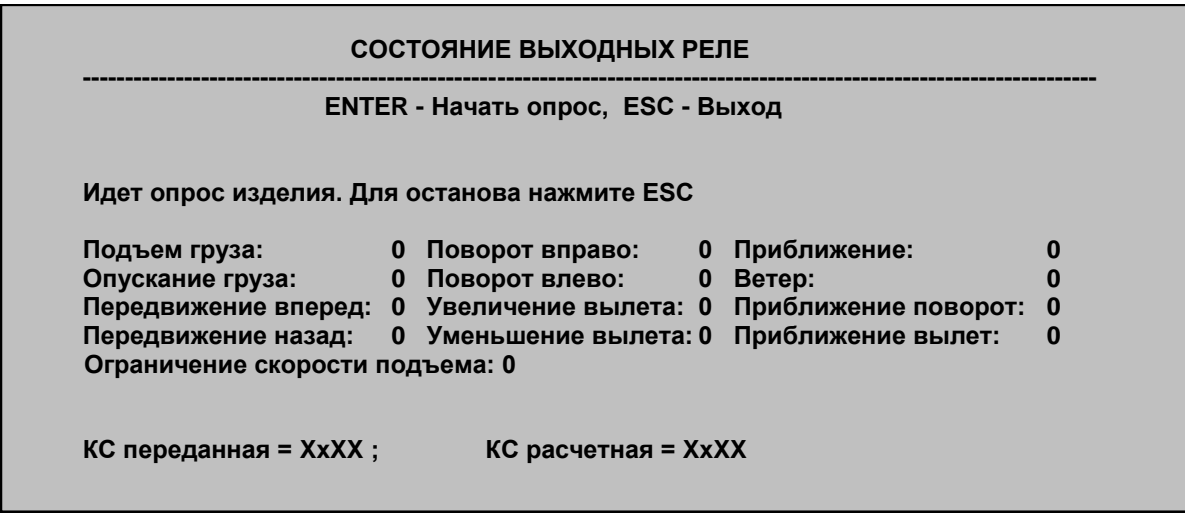 СОСТОЯНИЕ ВЫХОДНЫХ РЕЛЕ
------------------------------------------------------------------------------------------------------------------------
ENTER - Начать опрос,  ESC - Выход
Идет опрос изделия. Для останова нажмите ESC
Подъем груза: 0 Поворот вправо: 0 Приближение: 0
Опускание груза: 0 Поворот влево: 0 Ветер: 0
Передвижение вперед: 0 Увеличение вылета: 0 Приближение поворот: 0
Передвижение назад: 0 Уменьшение вылета: 0 Приближение вылет: 0
Ограничение скорости подъема: 0
КС переданная = XxXX ; КС расчетная = XxXX